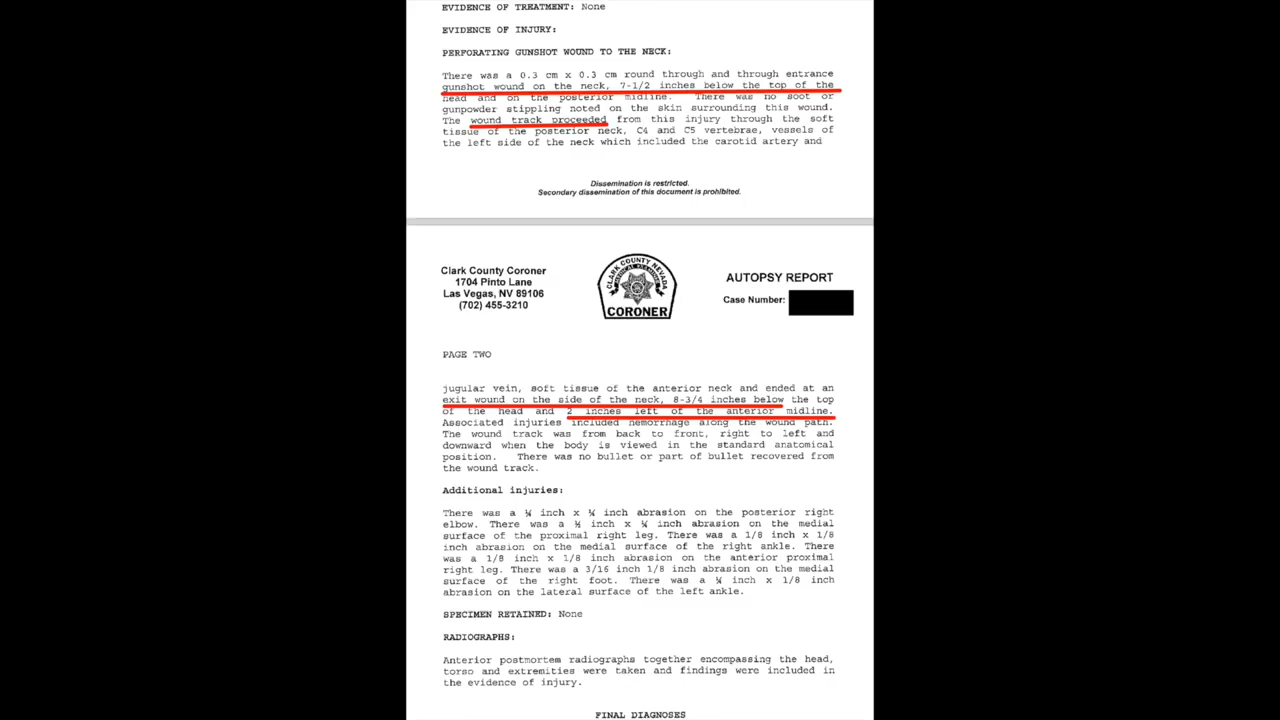 EVIDENCE OF TREATMENT: None
EVIDENCE OF INJURY:
PERFORATING GUNSHOT WOUND TO THE NECK:
There was a 0.3 cm x 0.3 cm round through and through entrance
gunshot wound on the neck, 7-1/2 inches below the top of the
head and on the posterior midline. There was no soot or
gunpowder stippling noted on the skin surrounding this wound.
The wound track proceeded from this injury through the soft
tissue of the posterior neck, C4 and C5 vertebrae, vessels of
the left side of the neck which included the carotid artery and
Dissemination is restricted.
Secondary dissemination of this document is prohibited.
Clark County Coroner
1704 Pinto Lane
Las Vegas, NV 89106
(702) 455-3210
CLARK COUNTY NEVADA
CORONER
AUTOPSY REPORT
Case Number:
PAGE TWO
jugular vein, soft tissue of the anterior neck and ended at an
exit wound on the side of the neck, 8-3/4 inches below the top
of the head and 2 inches left of the anterior midline.
Associated injuries included hemorrhage along the wound path.
The wound track was from back to front, right to left and
downward when the body is viewed in the standard anatomical
position. There was no bullet or part of bullet recovered from
the wound track.
Additional injuries:
There was a inch x inch abrasion on the posterior right
elbow. There was a inch x inch abrasion on the medial
surface of the proximal right leg. There was a 1/8 inch x 1/8
inch abrasion on the medial surface of the right ankle. There
was a 1/8 inch x 1/8 inch abrasion on the anterior proximal
right leg. There was a 3/16 inch 1/8 inch abrasion on the medial
surface of the right foot. There was a inch x 1/8 inch
abrasion on the lateral surface of the left ankle.
SPECIMEN RETAINED: None
RADIOGRAPHS:
Anterior postmortem radiographs together encompassing the head,
torso and extremities were taken and findings were included in
the evidence of injury.
FINAL DIAGNOSES